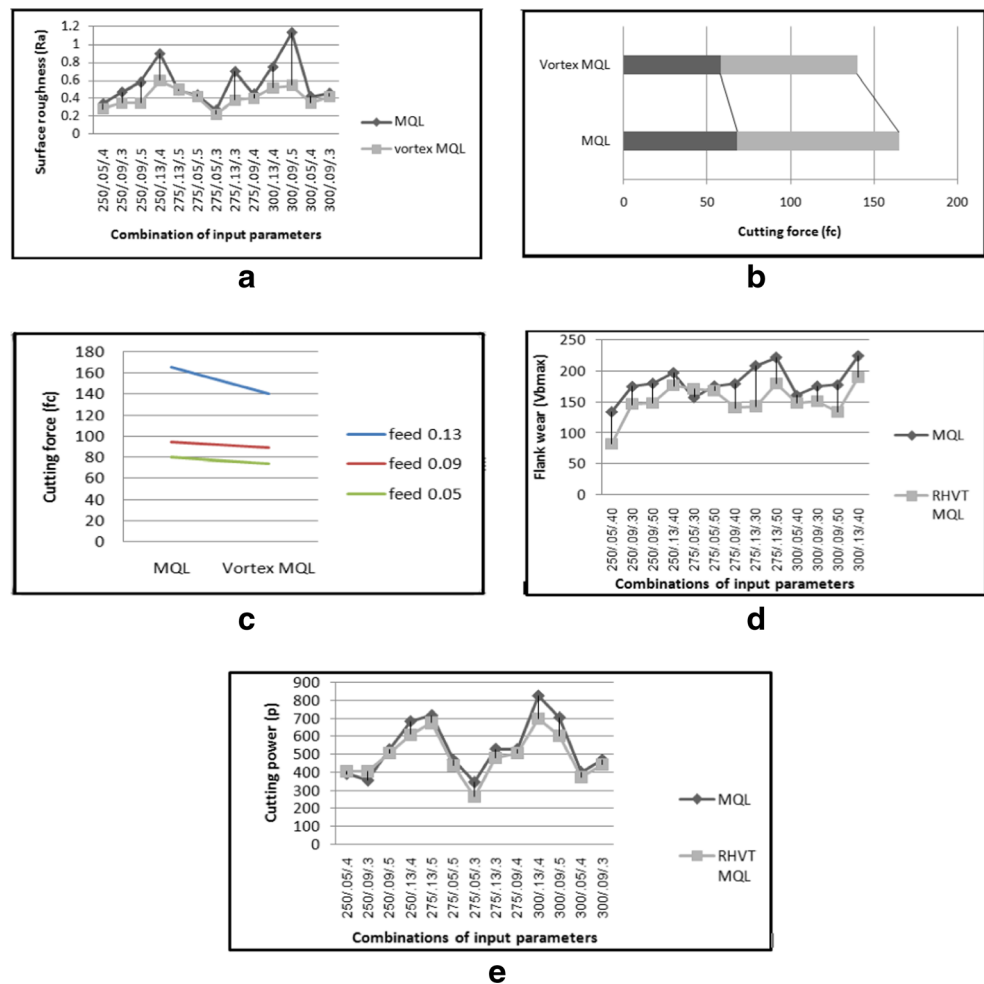 Surface roughness (Ra)
1.2
1
0.8
0.6
0.4
0.2
0
250/.05/.4
250/.09/.3
250/.09/.5
250/.13/.4
275/.13/.5
275/.05/.5
275/.05/.3
275/.13/.3
275/.09/.4
300/.13/.4
300/.09/.5
300/.05/.4
300/.09/.3
Combination of input parameters
MQL
vortex MQL
a
Vortex MQL
MQL
0 50 100 150 200
Cutting force (fc)
b
Cutting force (fc)
180
160
140
120
100
80
60
40
20
0
MQL Vortex MQL
feed 0.13
feed 0.09
feed 0.05
c
Flank wear (Vbmax)
250
200
150
100
50
0
250/.05/.40
250/.09/.30
250/.09/.50
250/.13/.40
275/.05/.30
275/.05/.50
275/.09/.40
275/.13/.30
275/.13/.50
300/.05/.40
300/.09/.30
300/.09/.50
300/.13/.40
Combinations of input parameters
MQL
RHVT
MQL
d
Cutting power (p)
900
800
700
600
500
400
300
200
100
0
250/.05/.4
250/.09/.3
250/.09/.5
250/.13/.4
275/.13/.5
275/.05/.5
275/.05/.3
275/.13/.3
275/.09/.4
300/.13/.4
300/.09/.5
300/.05/.4
300/.09/.3
Combinations of input parameters
MQL
RHVT
MQL
e